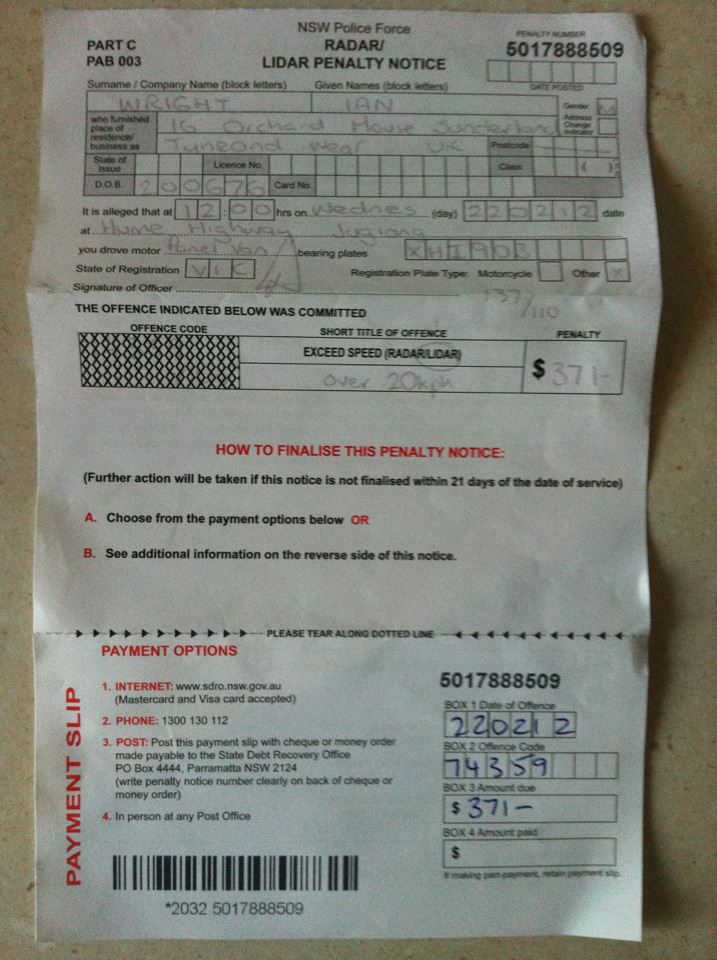 NSW Police Force
PART C
PAB 003
RADAR/
LIDAR PENALTY NOTICE
PENALTY NUMBER
5017888509
DATE POSTED
Surname / Company Name (block letters) Given Names (block letters)
WRIGHT IAN
Gender M
who furnished place of residence/ business as
16 Orchard House Sunderland
Address Change Indicator
Tyneand Wear UK Postcode
State of Issue Licence No. Class
D.O.B. 200676 Card No.
It is alleged that at 12:00 hrs on Wednes (day) 220212 date
at Hume Highway Jugiong
you drove motor Panel Van bearing plates
State of Registration VIC Registration Plate Type: Motorcycle Other X
Signature of Officer
137/110
THE OFFENCE INDICATED BELOW WAS COMMITTED
OFFENCE CODE SHORT TITLE OF OFFENCE PENALTY
EXCEED SPEED (RADAR/LIDAR)
over 20kph
$ 371-
HOW TO FINALISE THIS PENALTY NOTICE:
(Further action will be taken if this notice is not finalised within 21 days of the date of service)
A. Choose from the payment options below OR
B. See additional information on the reverse side of this notice.
PLEASE TEAR ALONG DOTTED LINE
PAYMENT SLIP
PAYMENT OPTIONS
1. INTERNET: www.sdro.nsw.gov.au
(Mastercard and Visa card accepted)
2. PHONE: 1300 130 112
3. POST: Post this payment slip with cheque or money order
made payable to the State Debt Recovery Office
PO Box 4444, Parramatta NSW 2124
(write penalty notice number clearly on back of cheque or
money order)
4. In person at any Post Office
*2032 5017888509
5017888509
BOX 1 Date of Offence
220212
BOX 2 Offence Code
74359
BOX 3 Amount due
$ 371-
BOX 4 Amount paid
$
If making part-payment, retain payment slip